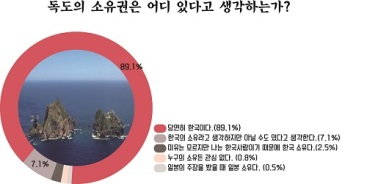 독도의 소유권은 어디 있다고 생각하는가?
89.1%
7.1%
당연히 한국이다.(89.1%)
한국의 소유라고 생각하지만 아닐 수도 있다고 생각한다.(7.1%)
이유는 모르지만 나는 한국사람이기 때문에 한국 소유다.(2.5%)
누구의 소유든 관심 없다. (0.8%)
일본의 주장을 봤을 때 일본 소유다. (0.5%)